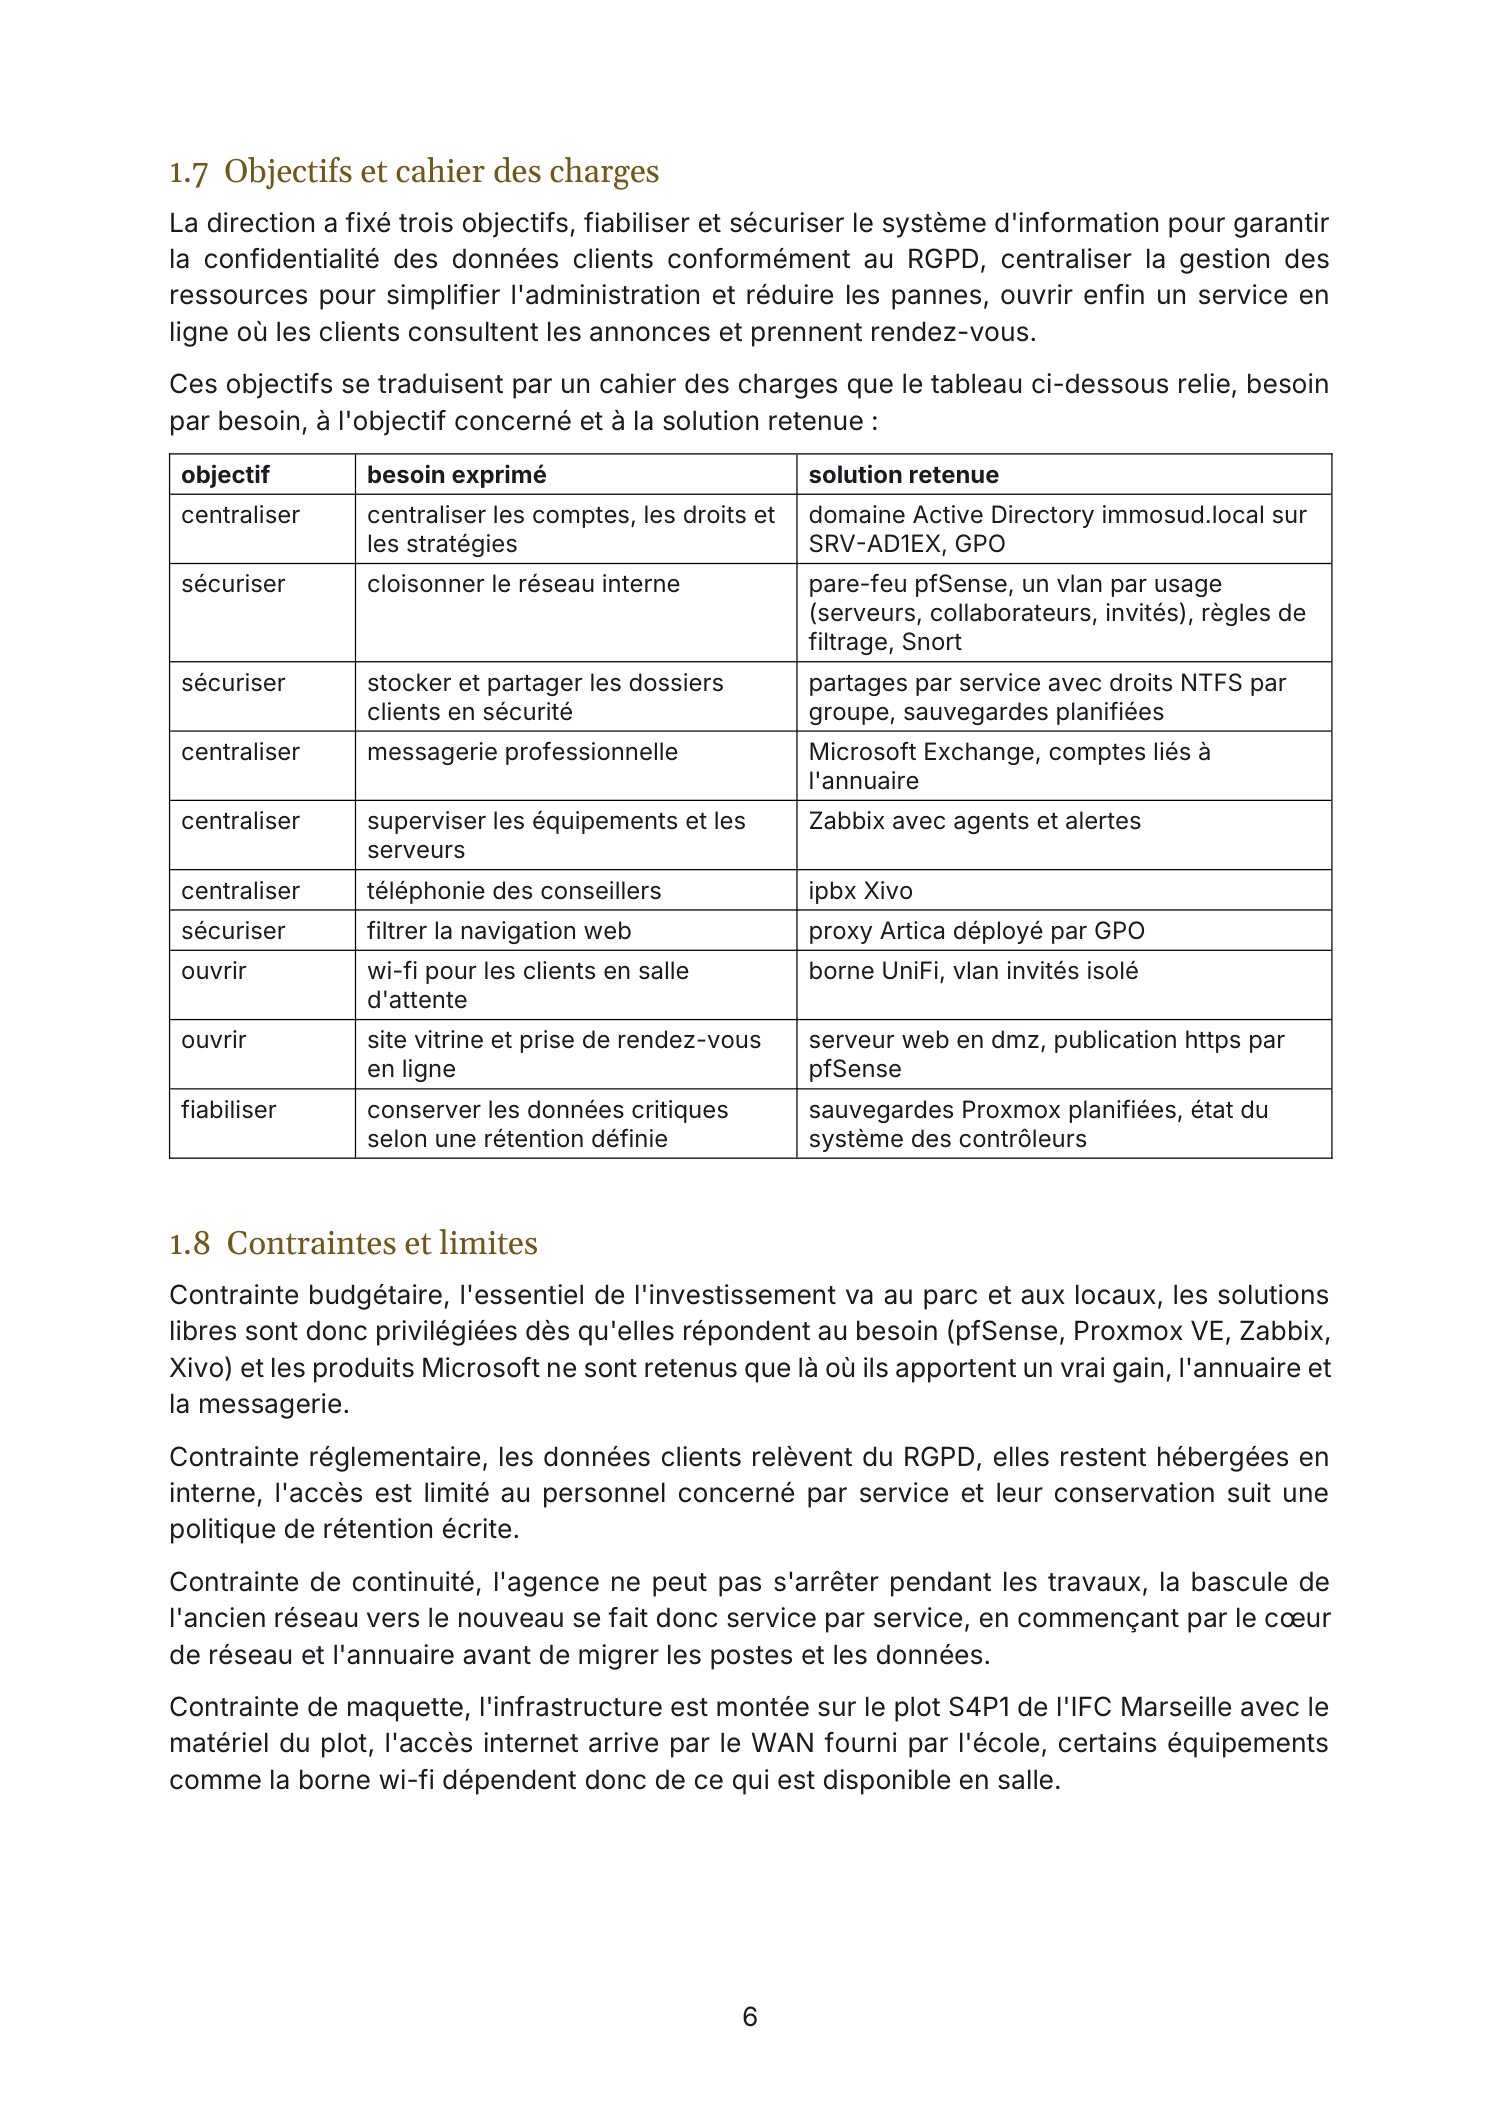 1.7 Objectifs et cahier des charges
La direction a fixé trois objectifs, fiabiliser et sécuriser le système d'information pour garantir
la confidentialité des données clients conformément au RGPD, centraliser la gestion des
ressources pour simplifier l'administration et réduire les pannes, ouvrir enfin un service en
ligne où les clients consultent les annonces et prennent rendez-vous.
Ces objectifs se traduisent par un cahier des charges que le tableau ci-dessous relie, besoin
par besoin, à l'objectif concerné et à la solution retenue :
objectif besoin exprimé solution retenue
centraliser centraliser les comptes, les droits et domaine Active Directory immosud.local sur
les stratégies SRV-AD1EX, GPO
sécuriser cloisonner le réseau interne pare-feu pfSense, un vlan par usage
(serveurs, collaborateurs, invités), règles de
filtrage, Snort
sécuriser stocker et partager les dossiers partages par service avec droits NTFS par
clients en sécurité groupe, sauvegardes planifiées
centraliser messagerie professionnelle Microsoft Exchange, comptes liés à
l'annuaire
centraliser superviser les équipements et les Zabbix avec agents et alertes
serveurs
centraliser téléphonie des conseillers ipbx Xivo
sécuriser filtrer la navigation web proxy Artica déployé par GPO
ouvrir wi-fi pour les clients en salle borne UniFi, vlan invités isolé
d'attente
ouvrir site vitrine et prise de rendez-vous serveur web en dmz, publication https par
en ligne pfSense
fiabiliser conserver les données critiques sauvegardes Proxmox planifiées, état du
selon une rétention définie système des contrôleurs
1.8 Contraintes et limites
Contrainte budgétaire, l'essentiel de l'investissement va au parc et aux locaux, les solutions
libres sont donc privilégiées dès qu'elles répondent au besoin (pfSense, Proxmox VE, Zabbix,
Xivo) et les produits Microsoft ne sont retenus que là où ils apportent un vrai gain, l'annuaire et
la messagerie.
Contrainte réglementaire, les données clients relèvent du RGPD, elles restent hébergées en
interne, l'accès est limité au personnel concerné par service et leur conservation suit une
politique de rétention écrite.
Contrainte de continuité, l'agence ne peut pas s'arrêter pendant les travaux, la bascule de
l'ancien réseau vers le nouveau se fait donc service par service, en commençant par le cœur
de réseau et l'annuaire avant de migrer les postes et les données.
Contrainte de maquette, l'infrastructure est montée sur le plot S4P1 de l'IFC Marseille avec le
matériel du plot, l'accès internet arrive par le WAN fourni par l'école, certains équipements
comme la borne wi-fi dépendent donc de ce qui est disponible en salle.
6